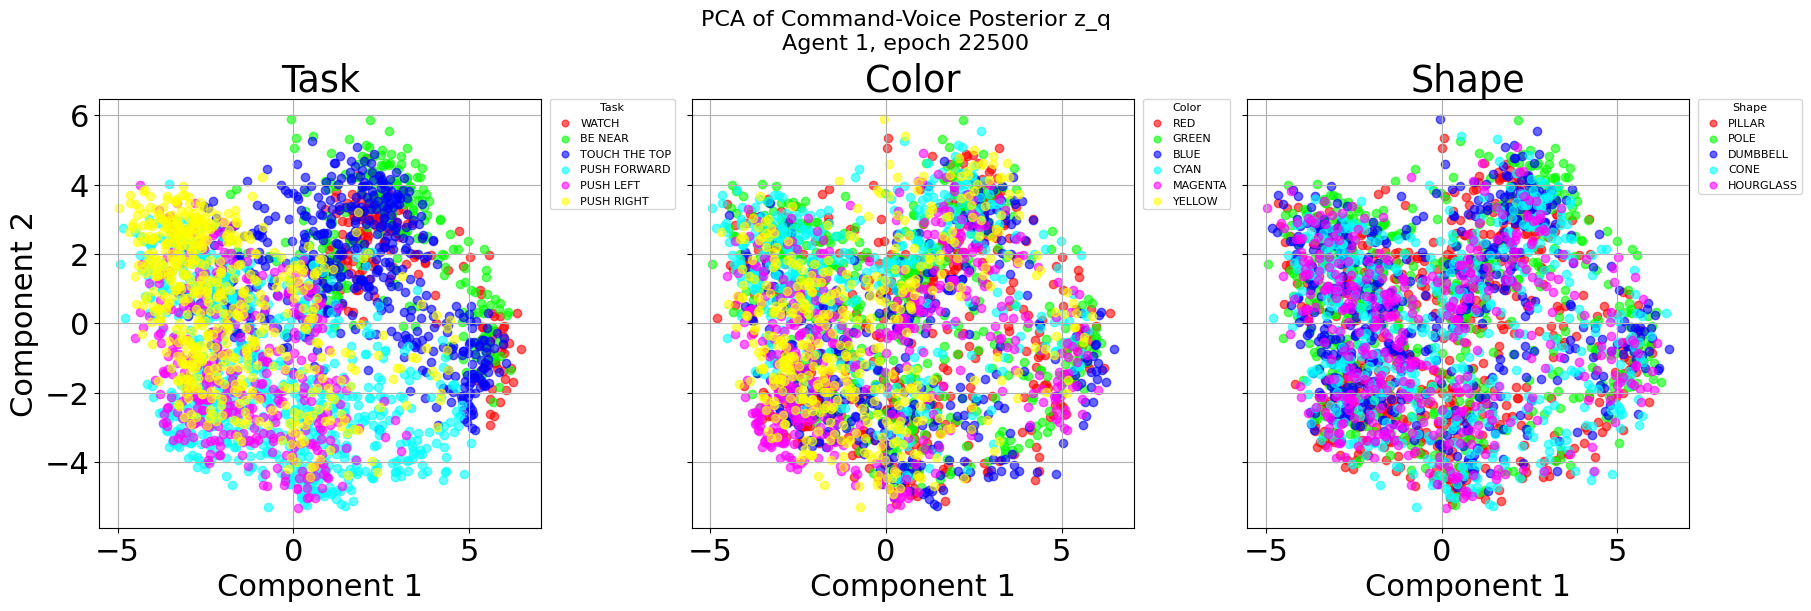 PCA of Command-Voice Posterior z_q
Agent 1, epoch 22500
Task
Color
Shape
Component 2
6
4
2
0
−2
−4
−5
0
5
Component 1
Task
WATCH
BE NEAR
TOUCH THE TOP
PUSH FORWARD
PUSH LEFT
PUSH RIGHT
−5
0
5
Component 1
Color
RED
GREEN
BLUE
CYAN
MAGENTA
YELLOW
−5
0
5
Component 1
Shape
PILLAR
POLE
DUMBBELL
CONE
HOURGLASS